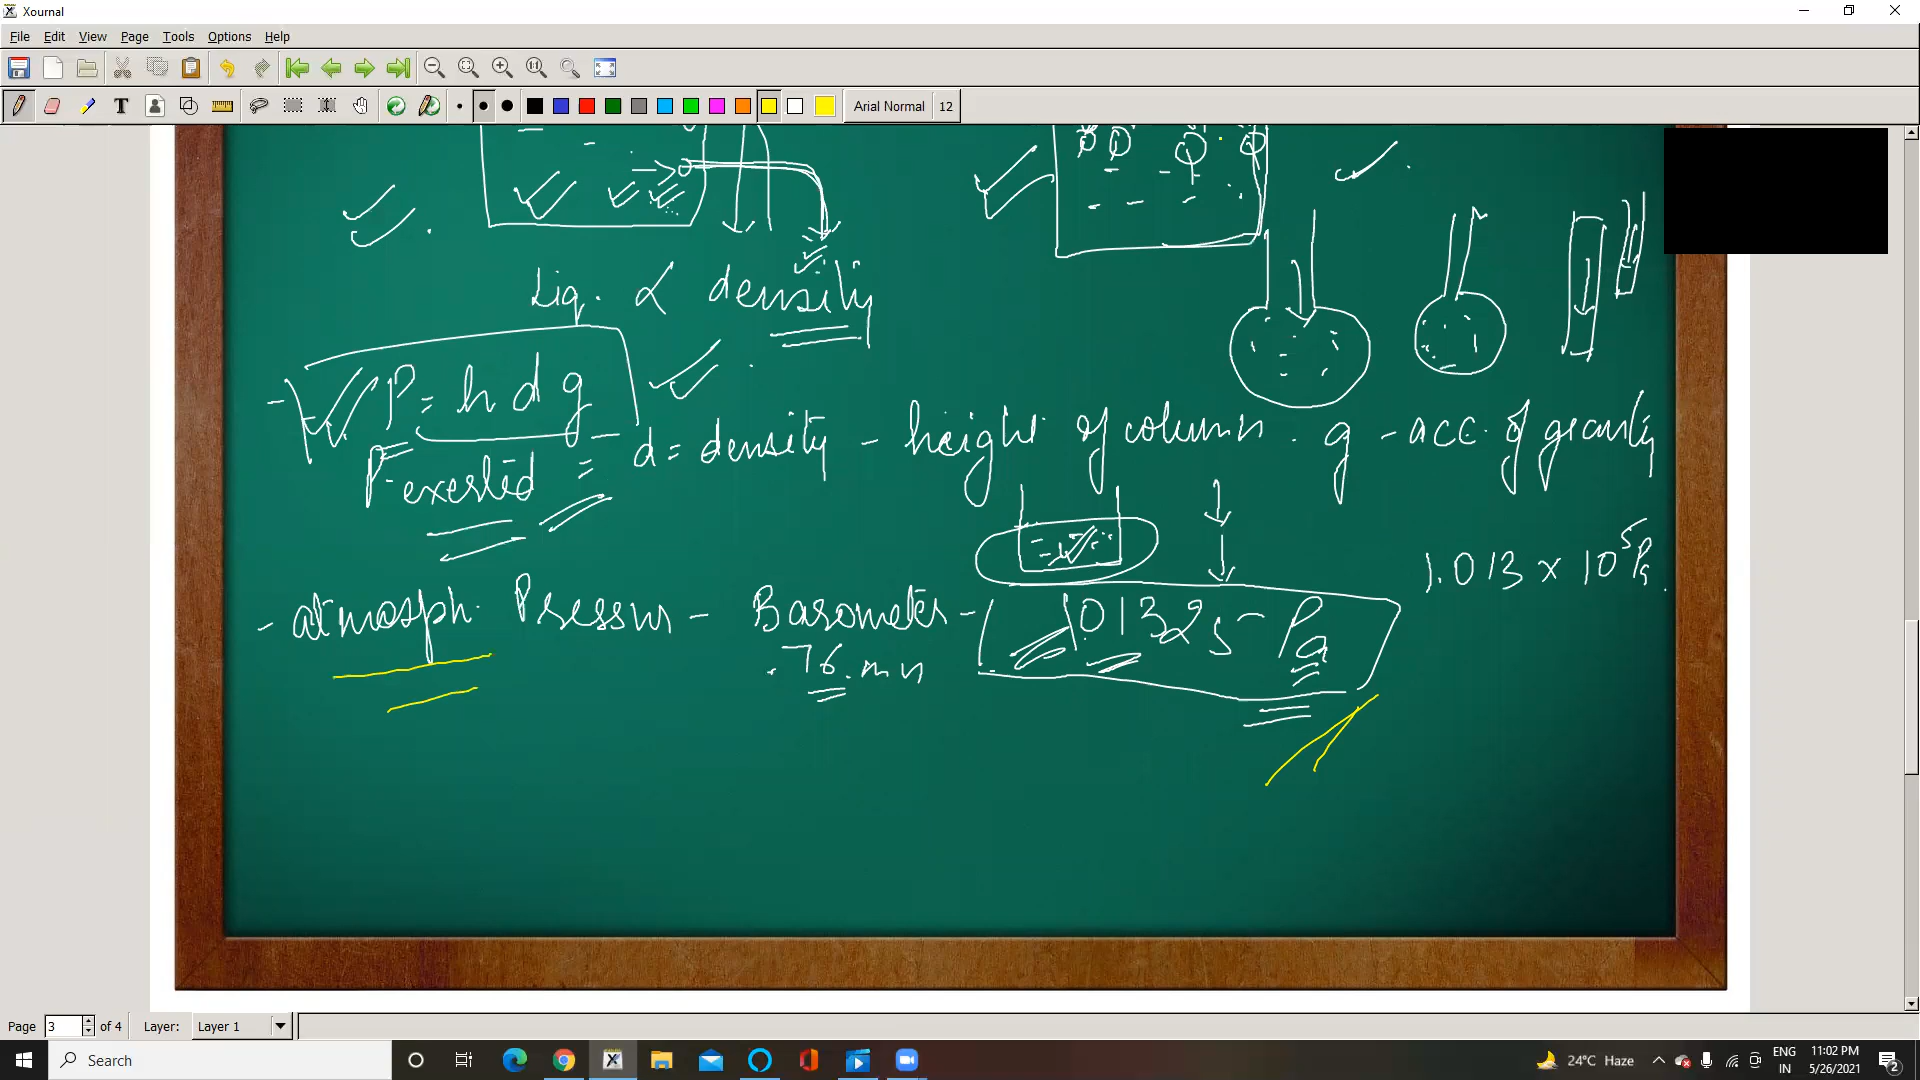 Xournal
File Edit View Page Tools Options Help
Arial Normal 12
Liq. ∝ density
- P = h d g
P-exerted = d = density - height of column. g - acc. of gravity
1.013 x 10⁵ Pa.
- atmosph. Pressur - Barometer - 101325 Pa
.76.mm
Page 3 of 4 Layer: Layer 1
Search
24°C Haze
ENG
IN
11:02 PM
5/26/2021
2